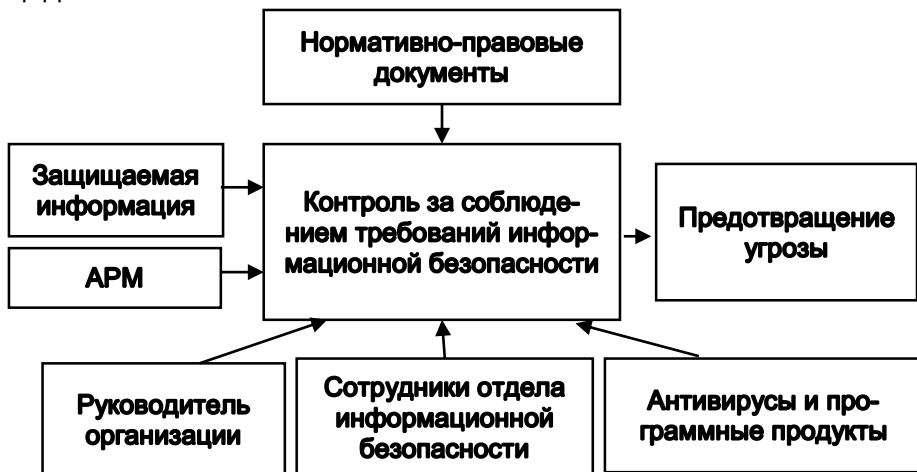 Нормативно-правовые
документы
Защищаемая
информация
АРМ
Контроль за соблюде-
нием требований инфор-
мационной безопасности
Предотвращение
угрозы
Руководитель
организации
Сотрудники отдела
информационной
безопасности
Антивирусы и про-
граммные продукты